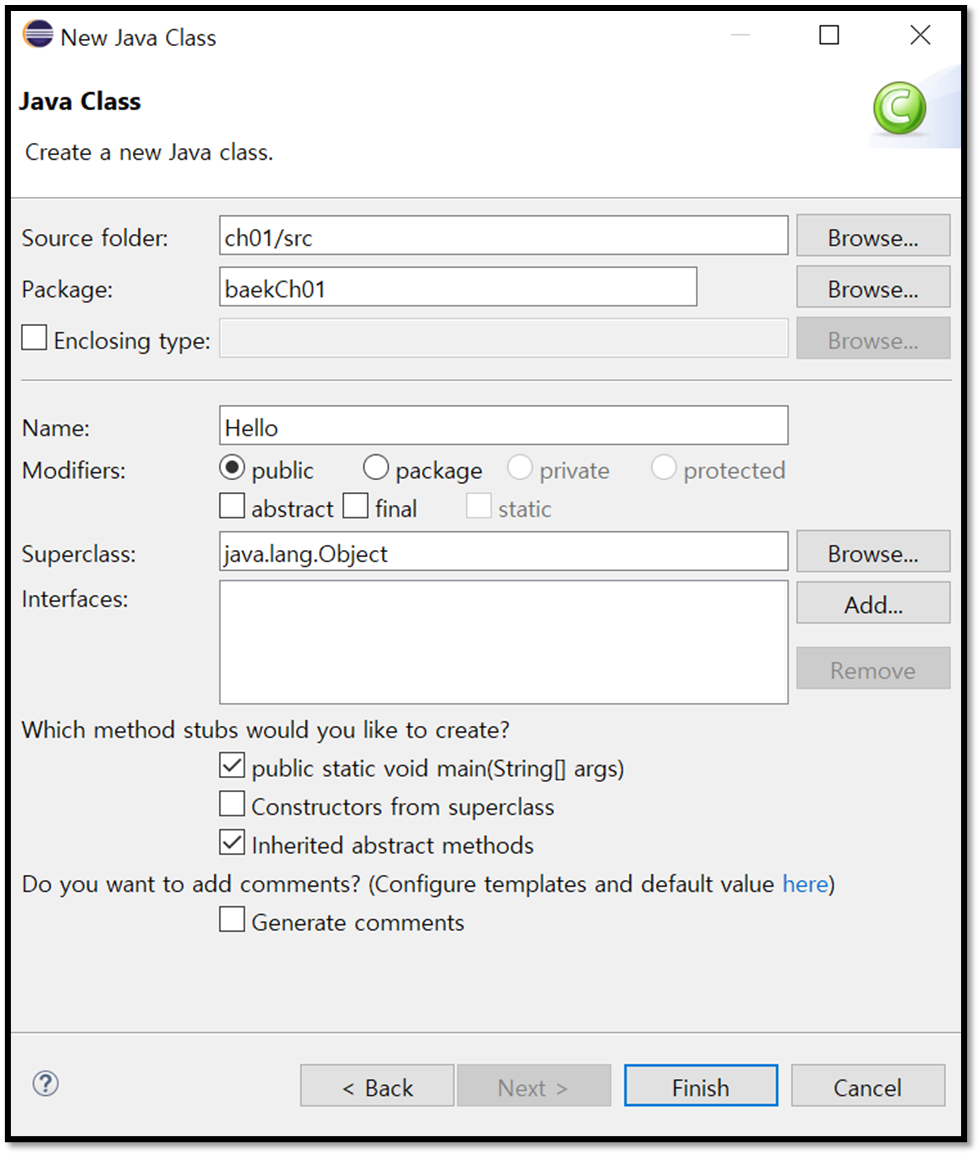 New Java Class
Java Class
Create a new Java class.
Source folder: ch01/src Browse...
Package: baekCh01 Browse...
Enclosing type: Browse...
Name: Hello
Modifiers: public package private protected
abstract final static
Superclass: java.lang.Object Browse...
Interfaces: Add...
Remove
Which method stubs would you like to create?
public static void main(String[] args)
Constructors from superclass
Inherited abstract methods
Do you want to add comments? (Configure templates and default value here)
Generate comments
? < Back Next > Finish Cancel